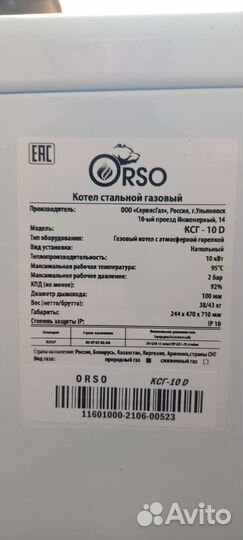 EAC
ORSO
Котел стальной газовый
Производитель: ООО «СервисГаз», Россия, г.Ульяновск
10-ый проезд Инженерный, 14
Модель: КСГ - 10 D
Тип оборудования: Газовый котел с атмосферной горелкой
Вид установки: Напольный
Теплопроизводительность: 10 кВт
Максимальная рабочая температура: 95°С
Максимальное рабочее давление: 2 бар
КПД (не менее): 92%
Диаметр дымохода: 100 мм
Вес (нетто/брутто): 38/43 кг
Габариты: 244 х 470 х 710 мм
Степень защиты IP: IP 10
Категория
Страна назначения
Россия, Беларусь, Казахстан, Киргизия, Армения, страны СНГ
Вид газа: природный газ сжиженный газ
ORSO КСГ-10 D
11601000-2106-00523
Avito